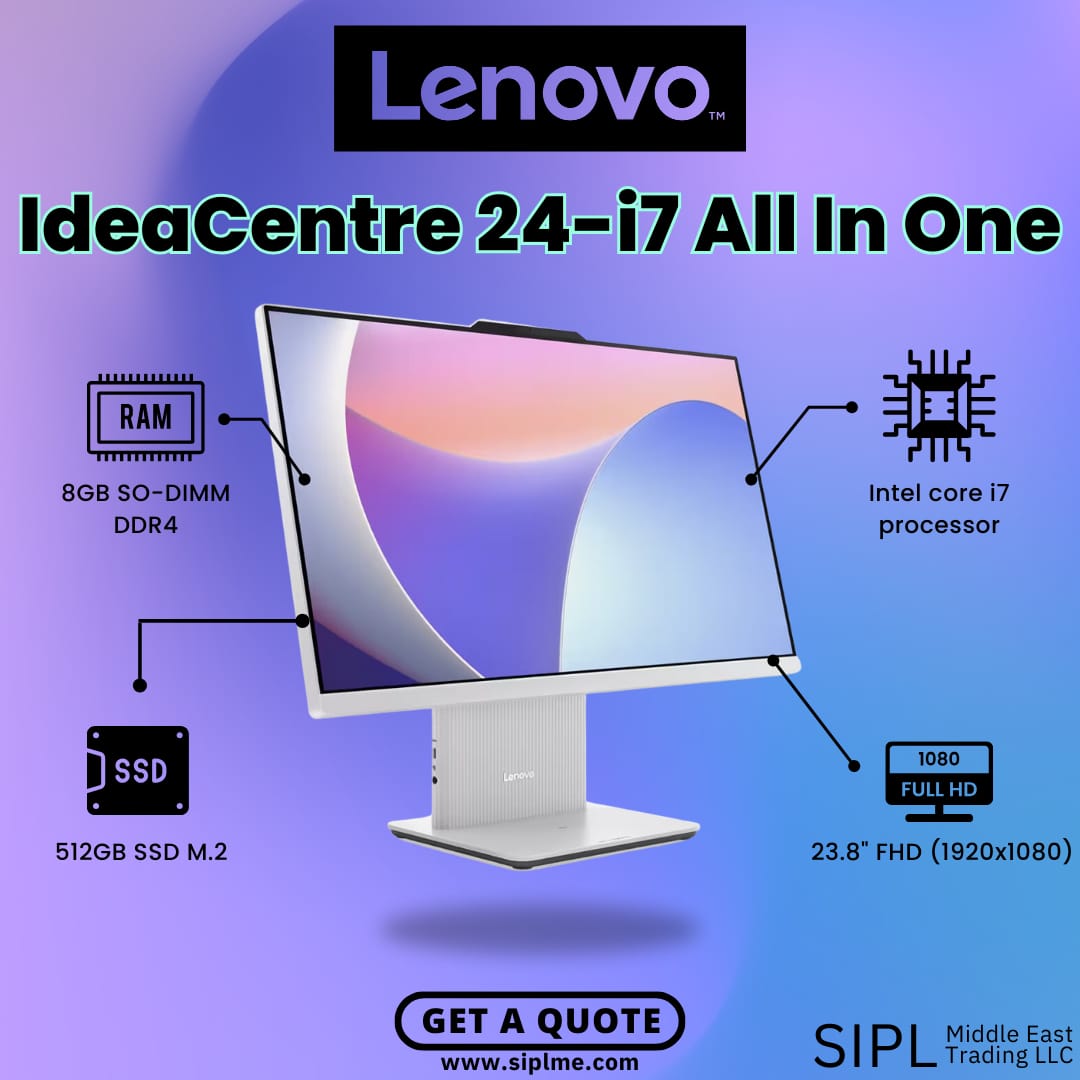 Lenovo™
IdeaCentre 24-i7 All In One
RAM
8GB SO-DIMM
DDR4
Intel core i7
processor
SSD
512GB SSD M.2
Lenovo
1080
FULL HD
23.8" FHD (1920x1080)
GET A QUOTE
www.siplme.com
SIPL
Middle East
Trading LLC